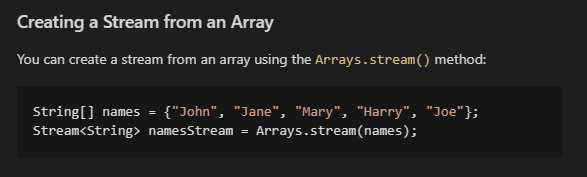 Creating a Stream from an Array
You can create a stream from an array using the Arrays.stream() method:
String[] names = {"John", "Jane", "Mary", "Harry", "Joe"};
Stream<String> namesStream = Arrays.stream(names);